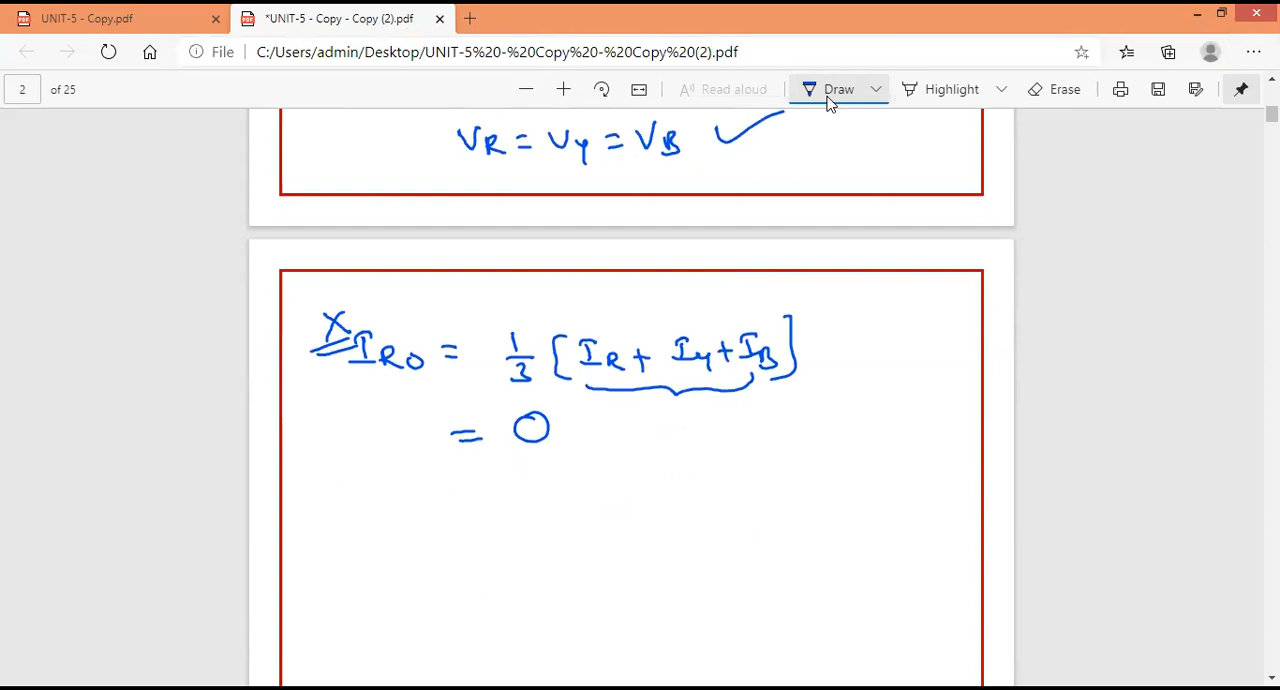 UNIT-5 - Copy.pdf
*UNIT-5 - Copy - Copy (2).pdf
File C:/Users/admin/Desktop/UNIT-5%20-%20Copy%20-%20Copy%20(2).pdf
2 of 25 Read aloud Draw Highlight Erase
VR = VY = VB ✓
X IR0 = 1/3 [IR + IY + IB]
= 0